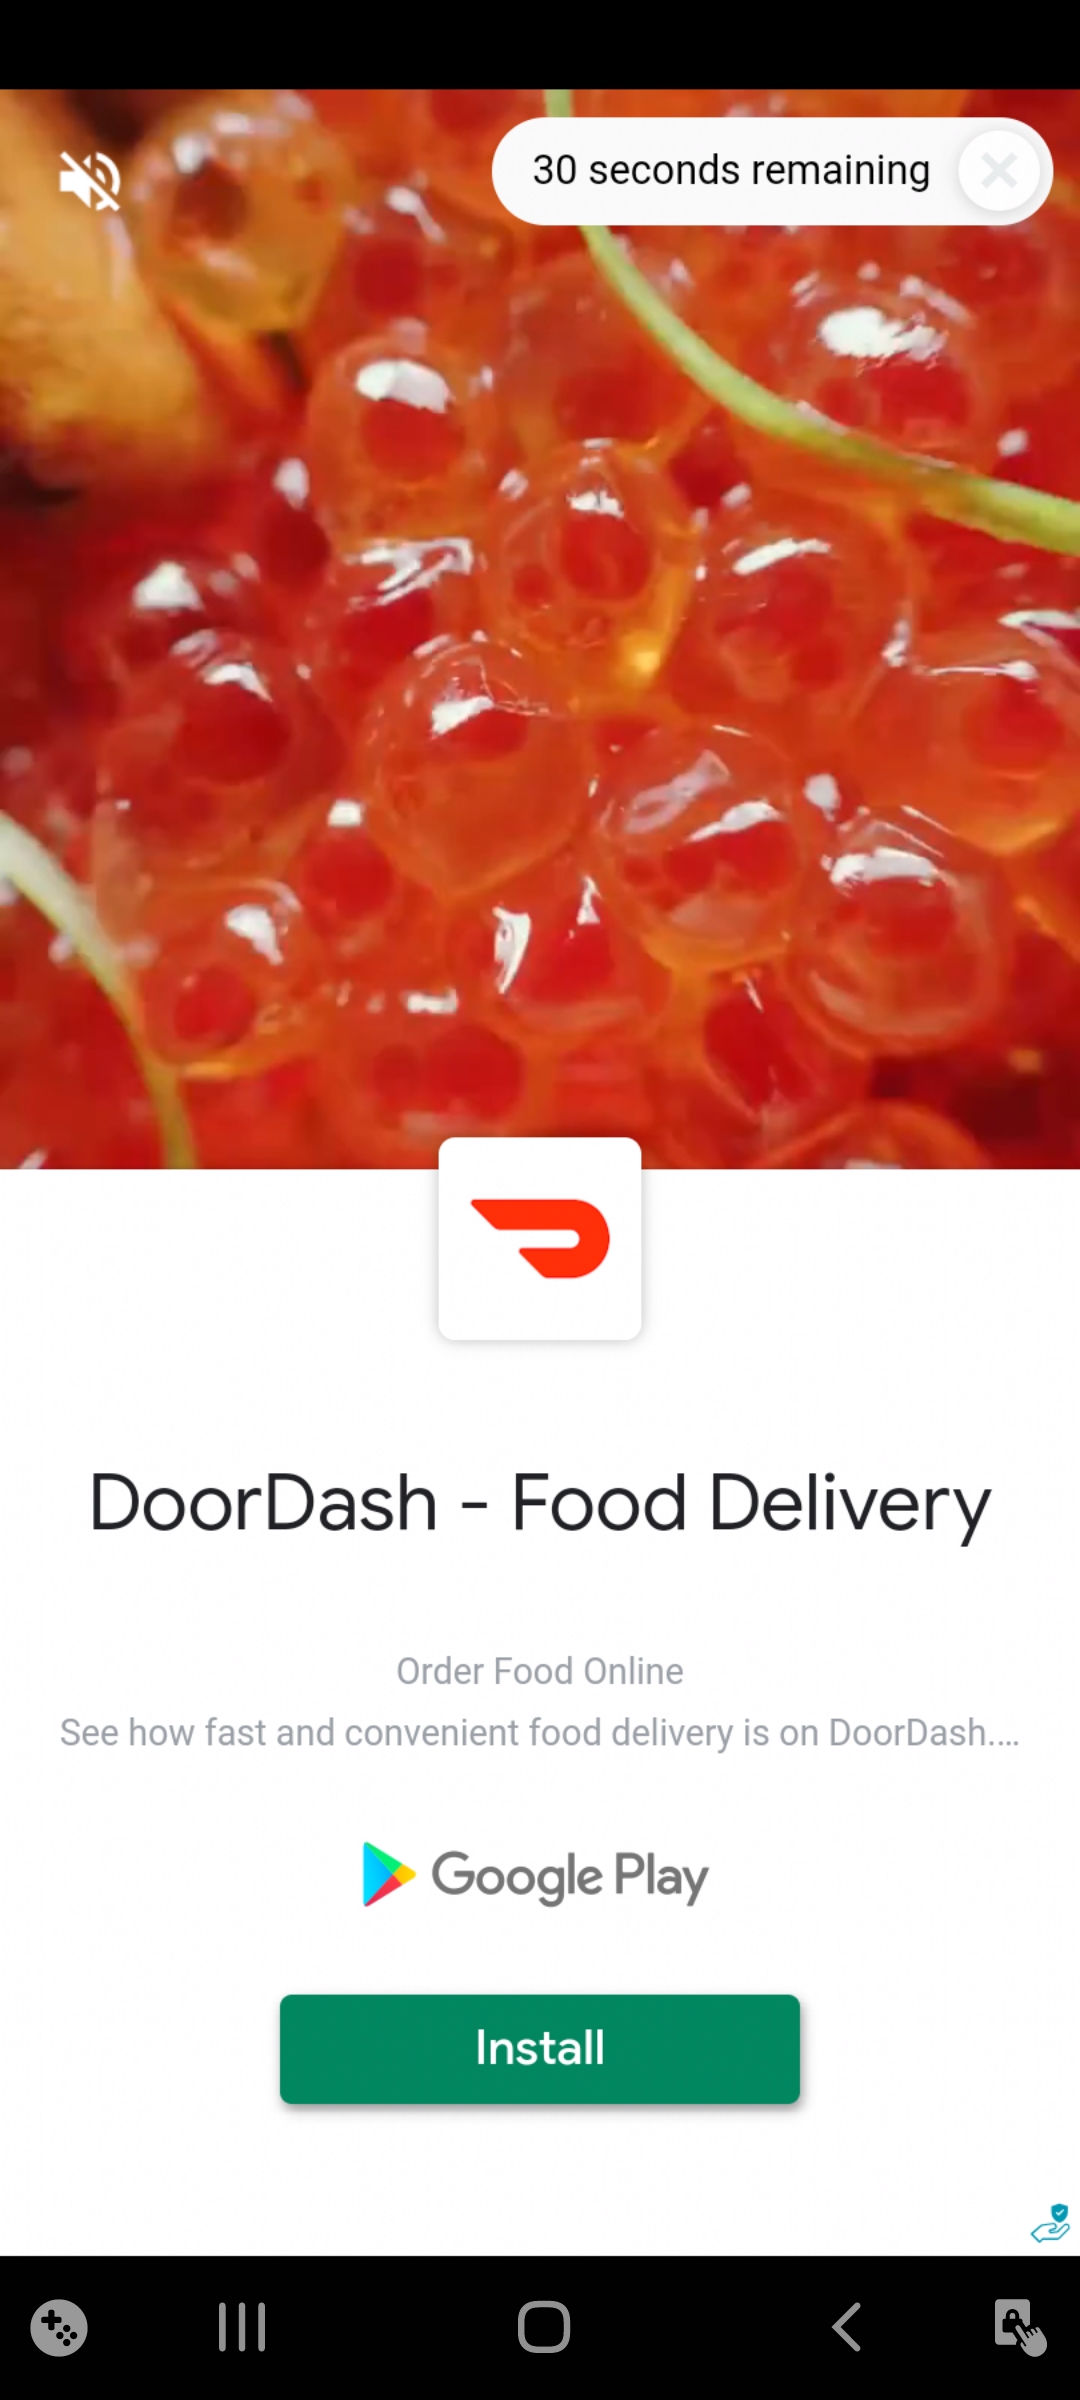 30 seconds remaining
DoorDash - Food Delivery
Order Food Online
See how fast and convenient food delivery is on DoorDash....
Google Play
Install